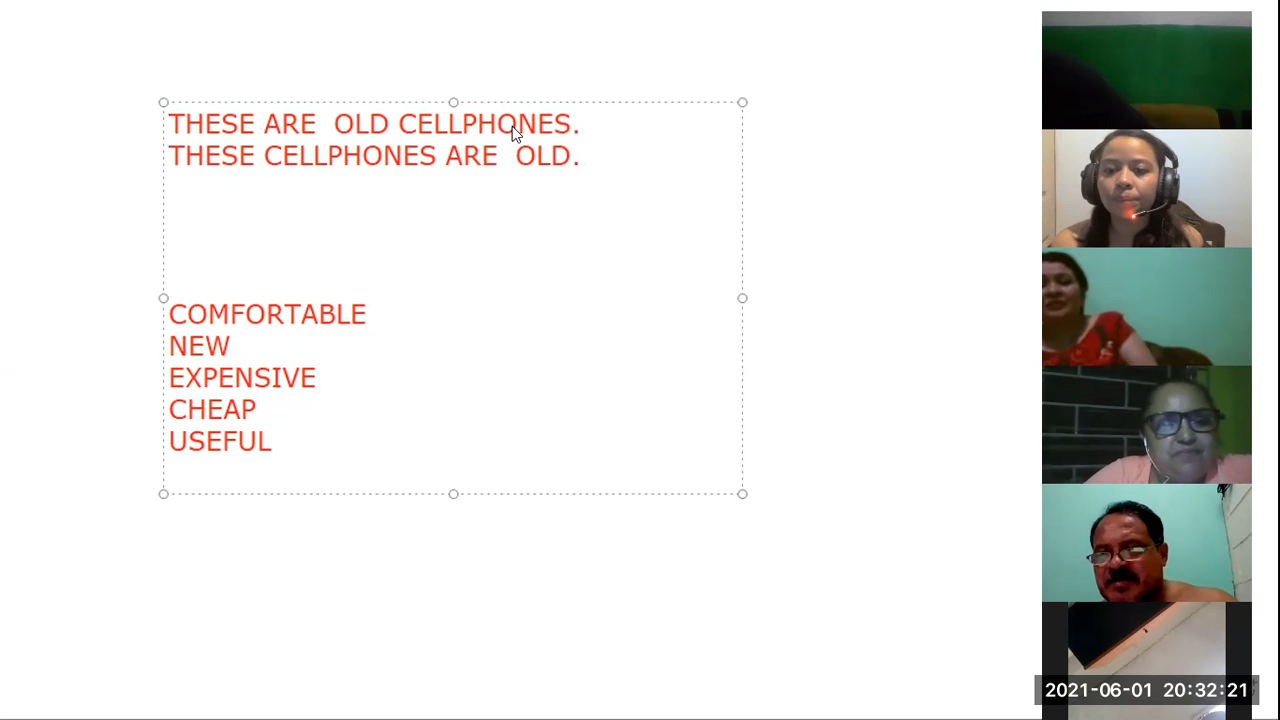 THESE ARE  OLD CELLPHONES.
THESE CELLPHONES ARE  OLD.
COMFORTABLE
NEW
EXPENSIVE
CHEAP
USEFUL
2021-06-01 20:32:21